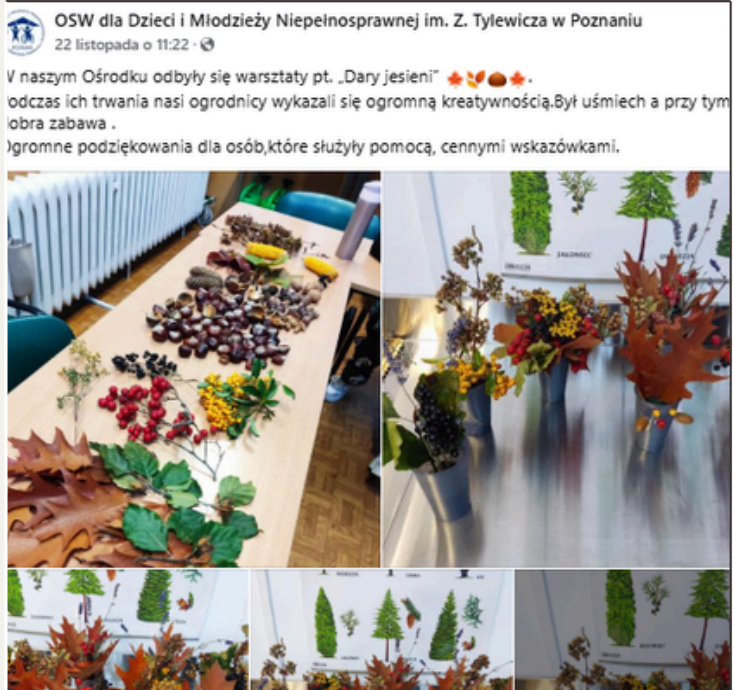 OSW dla Dzieci i Młodzieży Niepełnosprawnej im. Z. Tylewicza w Poznaniu
22 listopada o 11:22 ·
W naszym Ośrodku odbyły się warsztaty pt. „Dary jesieni" 🍁🍂🌰🍁.
odczas ich trwania nasi ogrodnicy wykazali się ogromną kreatywnością.Był uśmiech a przy tym
dobra zabawa .
Ogromne podziękowania dla osób,które służyły pomocą, cennymi wskazówkami.
JAŁOWIEC